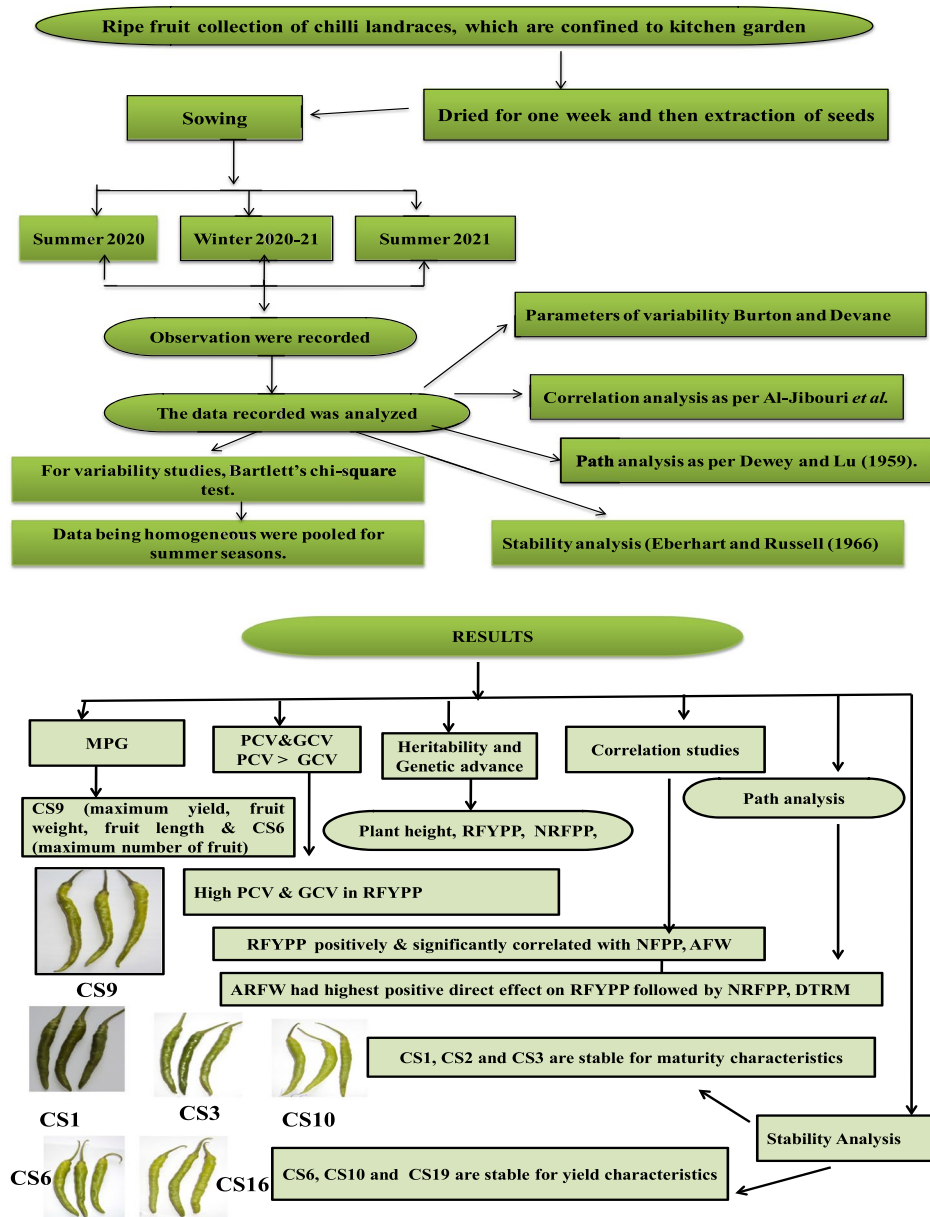 Ripe fruit collection of chilli landraces, which are confined to kitchen garden
Sowing
Dried for one week and then extraction of seeds
Summer 2020
Winter 2020-21
Summer 2021
Parameters of variability Burton and Devane
Observation were recorded
Correlation analysis as per Al-Jibouri et al.
The data recorded was analyzed
Path analysis as per Dewey and Lu (1959).
For variability studies, Bartlett's chi-square
test.
Data being homogeneous were pooled for
summer seasons.
Stability analysis (Eberhart and Russell (1966)
RESULTS
MPG
PCV&GCV
PCV > GCV
Heritability and
Genetic advance
Correlation studies
Path analysis
CS9 (maximum yield, fruit
weight, fruit length & CS6
(maximum number of fruit)
Plant height, RFYPP, NRFPP,
High PCV & GCV in RFYPP
RFYPP positively & significantly correlated with NFPP, AFW
CS9
ARFW had highest positive direct effect on RFYPP followed by NRFPP, DTRM
CS1, CS2 and CS3 are stable for maturity characteristics
CS1
CS3
CS10
Stability Analysis
CS6
CS16
CS6, CS10 and CS19 are stable for yield characteristics